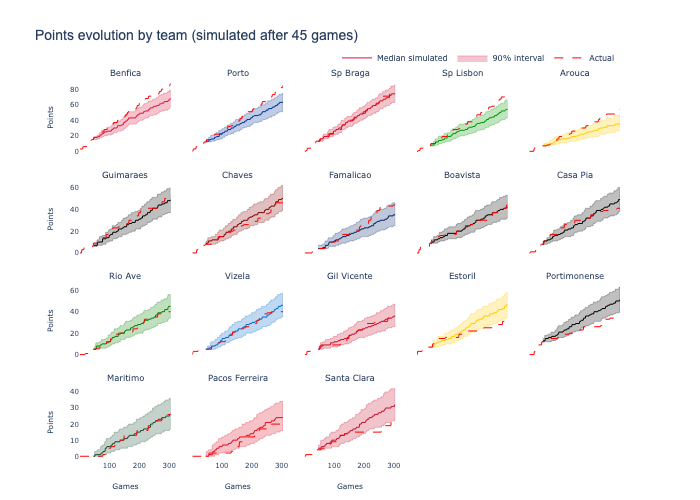 Points evolution by team (simulated after 45 games)
Median simulated 90% interval Actual
Benfica Porto Sp Braga Sp Lisbon Arouca
80
60
40
20
0
Points
Guimaraes Chaves Famalicao Boavista Casa Pia
60
40
20
0
Points
Rio Ave Vizela Gil Vicente Estoril Portimonense
60
40
20
0
Points
Maritimo Pacos Ferreira Santa Clara
40
30
20
10
0
Points
100 200 300 100 200 300 100 200 300
Games Games Games